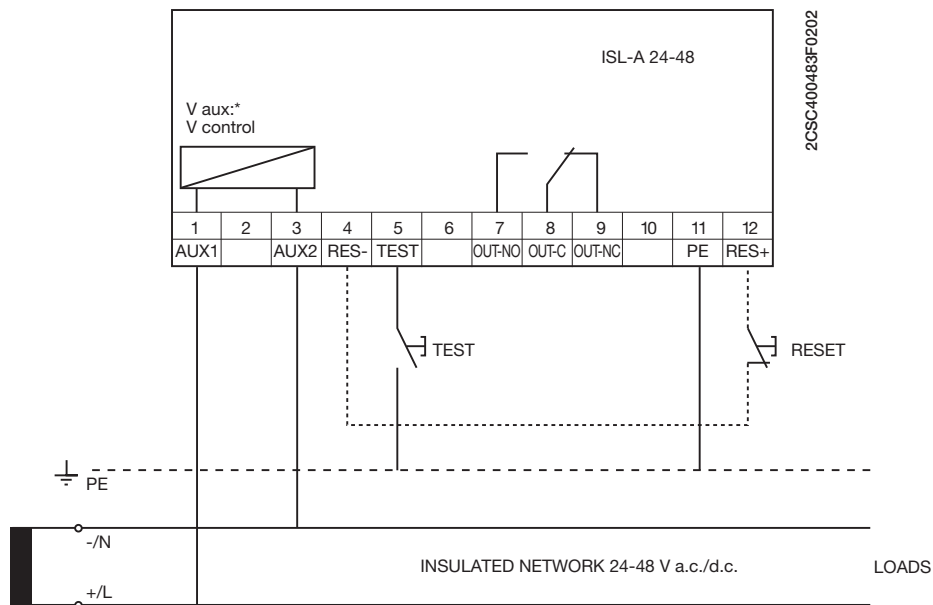 ISL-A 24-48
2CSC400483F0202
V aux:*
V control
1 2 3 4 5 6 7 8 9 10 11 12
AUX1 AUX2 RES- TEST OUT-NO OUT-C OUT-NC PE RES+
TEST
RESET
PE
-/N
INSULATED NETWORK 24-48 V a.c./d.c.
LOADS
+/L